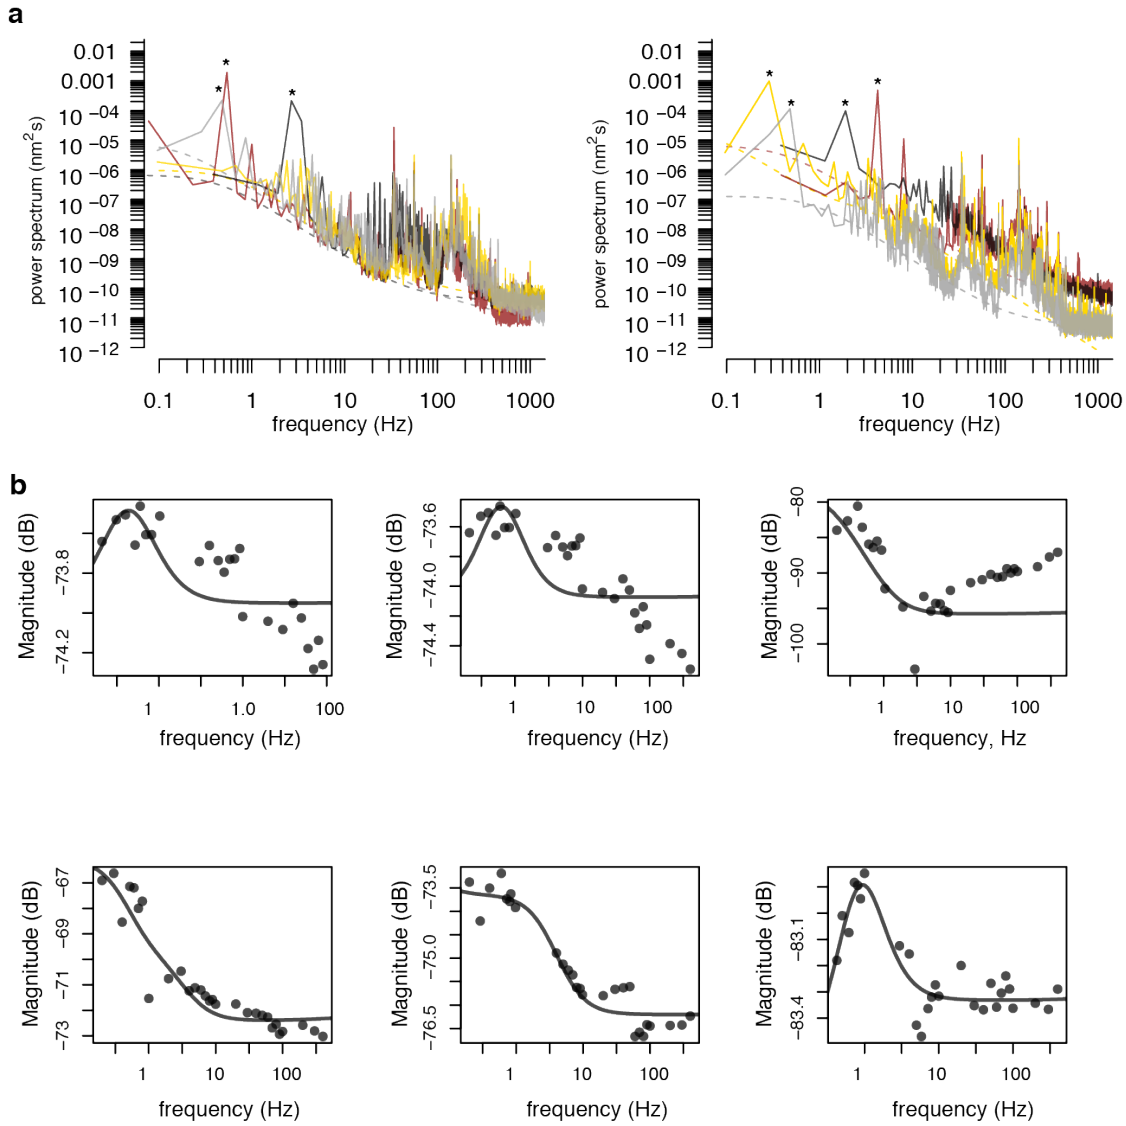 a
0.01
0.001
10 −04
10 −05
10 −06
10 −07
10 −08
10 −09
10 −10
10 −11
10 −12
power spectrum (nm2 s)
* * *
0.1 1 10 100 1000
frequency (Hz)
0.01
0.001
10 −04
10 −05
10 −06
10 −07
10 −08
10 −09
10 −10
10 −11
10 −12
power spectrum (nm2 s)
* * * *
0.1 1 10 100 1000
frequency (Hz)
b
Magnitude (dB)
−73.8
−74.2
1 1.0 100
frequency (Hz)
Magnitude (dB)
−73.6
−74.0
−74.4
1 10 100
frequency (Hz)
Magnitude (dB)
−80
−90
−100
1 10 100
frequency, Hz
Magnitude (dB)
−67
−69
−71
−73
1 10 100
frequency (Hz)
Magnitude (dB)
−73.5
−75.0
−76.5
1 10 100
frequency (Hz)
Magnitude (dB)
−83.1
−83.4
1 10 100
frequency (Hz)